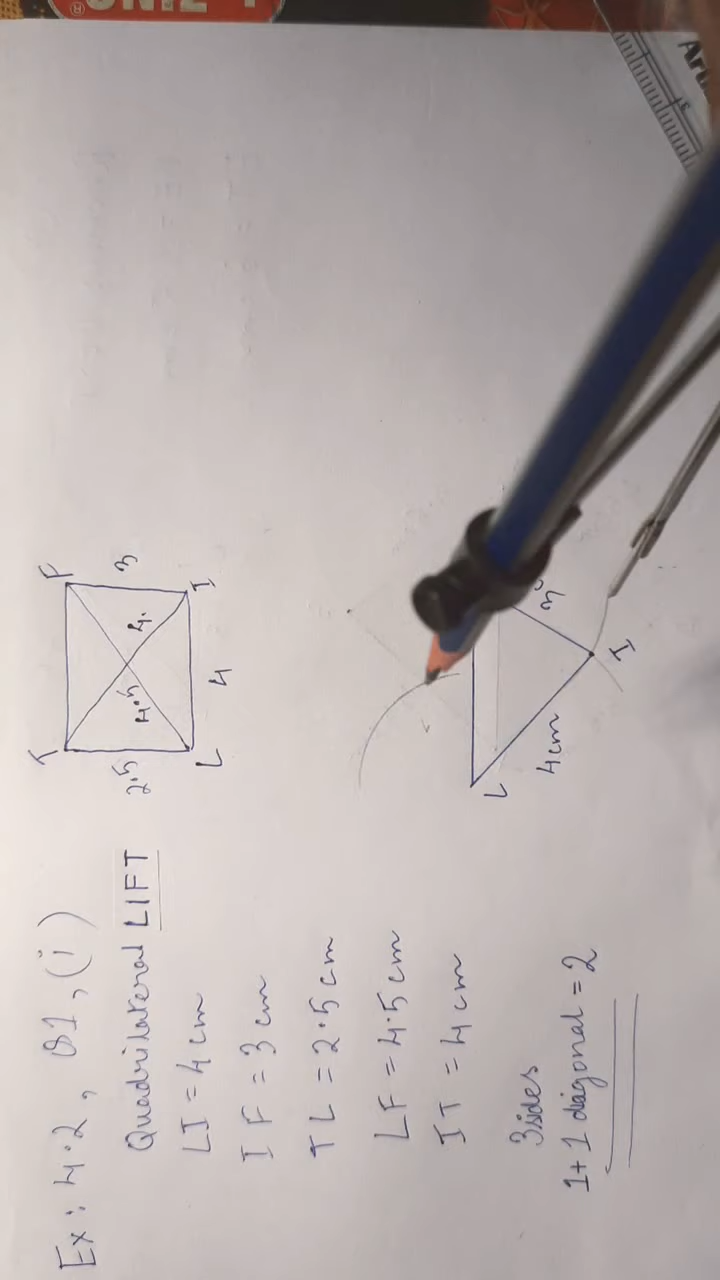 Ex: 4.2, Q1, (i)
Quadrilateral LIFT
LI = 4 cm
IF = 3 cm
TL = 2.5 cm
LF = 4.5 cm
IT = 4 cm
3 sides
1+1 diagonal = 2
T
F
2.5
4.5
4.
3
L
4
I
L
4cm
I
3